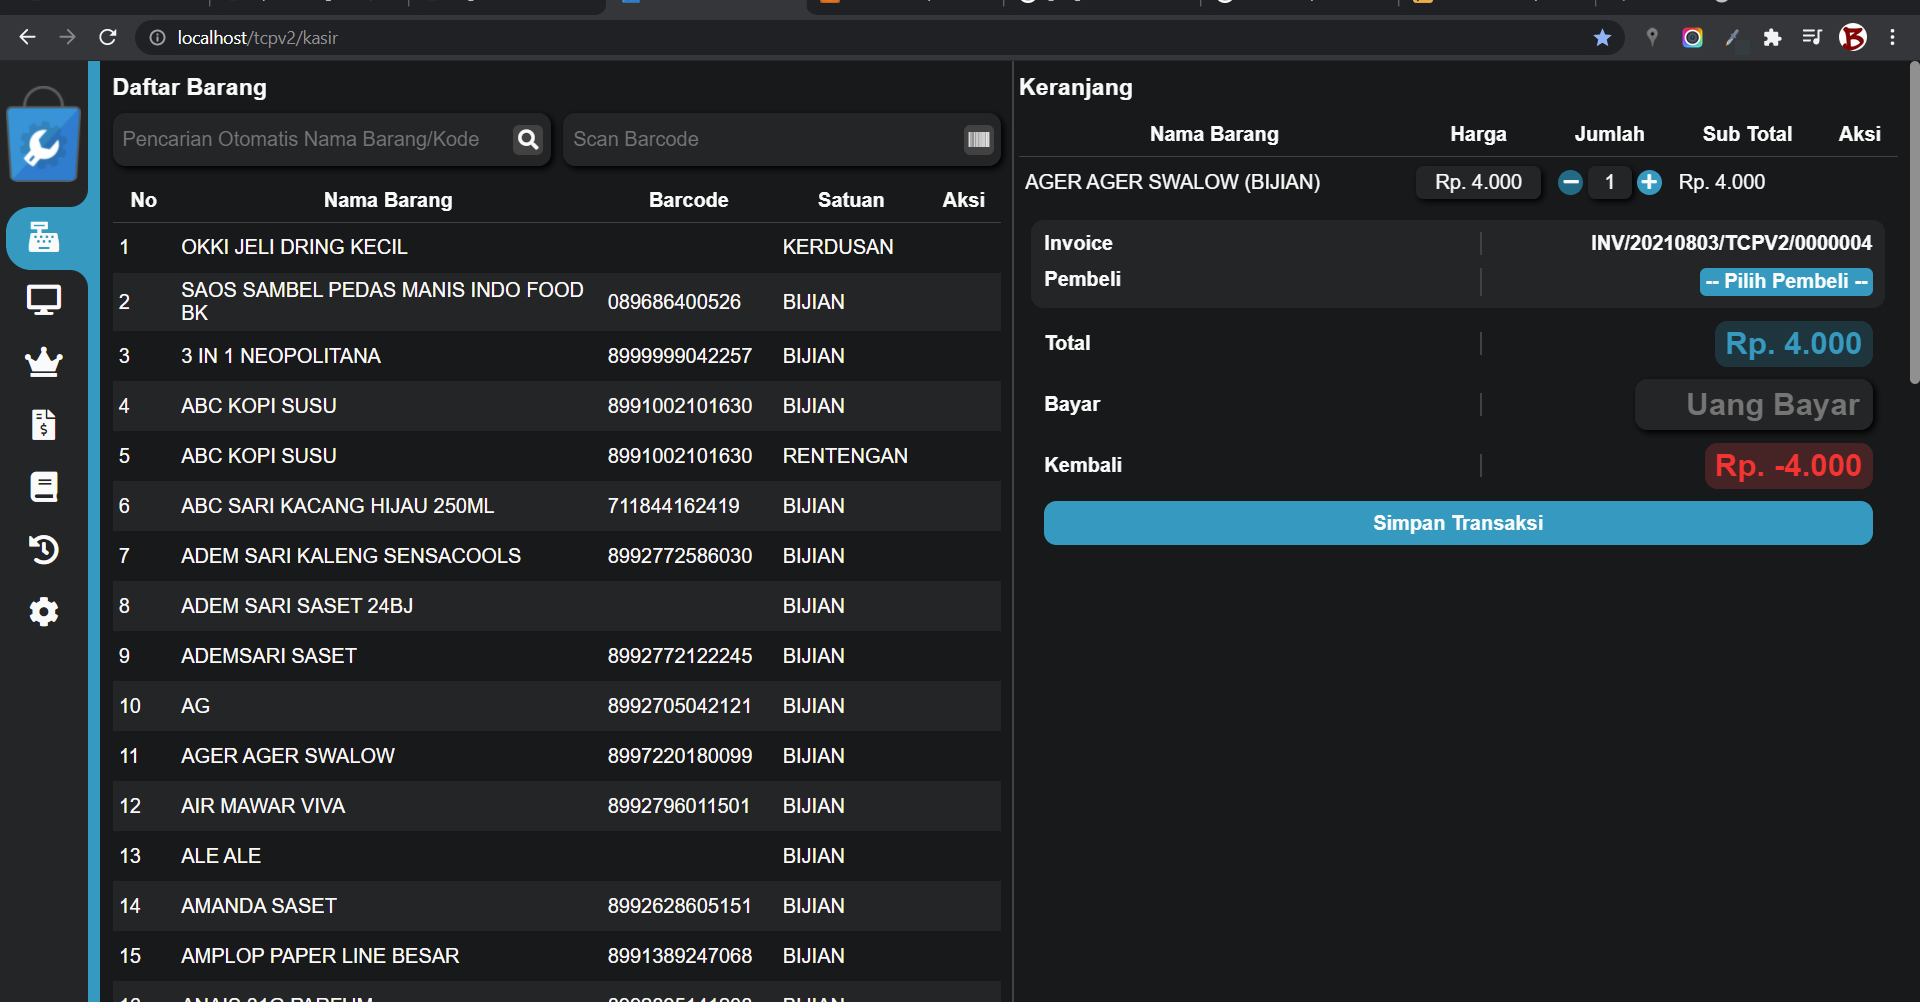 localhost/tcpv2/kasir
Daftar Barang
Pencarian Otomatis Nama Barang/Kode
Scan Barcode
No Nama Barang Barcode Satuan Aksi
1 OKKI JELI DRING KECIL KERDUSAN
2 SAOS SAMBEL PEDAS MANIS INDO FOOD BK 089686400526 BIJIAN
3 3 IN 1 NEOPOLITANA 8999999042257 BIJIAN
4 ABC KOPI SUSU 8991002101630 BIJIAN
5 ABC KOPI SUSU 8991002101630 RENTENGAN
6 ABC SARI KACANG HIJAU 250ML 711844162419 BIJIAN
7 ADEM SARI KALENG SENSACOOLS 8992772586030 BIJIAN
8 ADEM SARI SASET 24BJ BIJIAN
9 ADEMSARI SASET 8992772122245 BIJIAN
10 AG 8992705042121 BIJIAN
11 AGER AGER SWALOW 8997220180099 BIJIAN
12 AIR MAWAR VIVA 8992796011501 BIJIAN
13 ALE ALE BIJIAN
14 AMANDA SASET 8992628605151 BIJIAN
15 AMPLOP PAPER LINE BESAR 8991389247068 BIJIAN
Keranjang
Nama Barang Harga Jumlah Sub Total Aksi
AGER AGER SWALOW (BIJIAN) Rp. 4.000 1 Rp. 4.000
Invoice INV/20210803/TCPV2/0000004
Pembeli -- Pilih Pembeli --
Total Rp. 4.000
Bayar Uang Bayar
Kembali Rp. -4.000
Simpan Transaksi